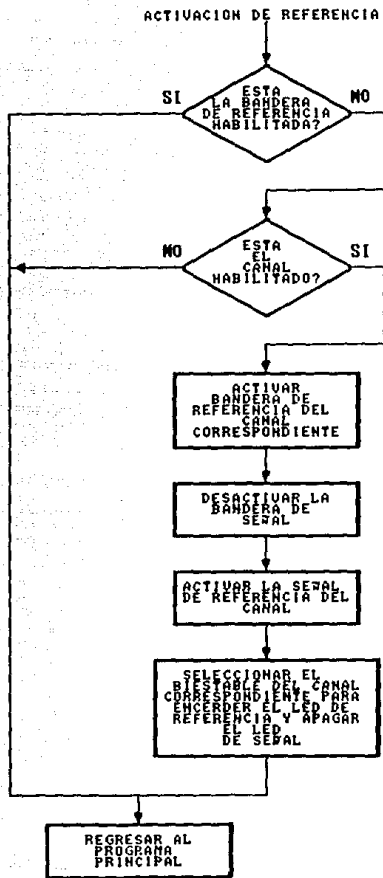 ACTIVACION DE REFERENCIA
ESTA
LA BANDERA
DE REFERENCIA
HABILITADA?
SI
NO
ESTA
EL
CANAL
HABILITADO?
NO
SI
ACTIVAR
BANDERA DE
REFERENCIA DEL
CANAL
CORRESPONDIENTE
DESACTIVAR LA
BANDERA DE
SEÑAL
ACTIVAR LA SEÑAL
DE REFERENCIA DEL
CANAL
SELECCIONAR EL
BIESTABLE DEL CANAL
CORRESPONDIENTE PARA
ENCERDER EL LED DE
REFERENCIA Y APAGAR
EL LED
DE SEÑAL
REGRESAR AL
PROGRAMA
PRINCIPAL